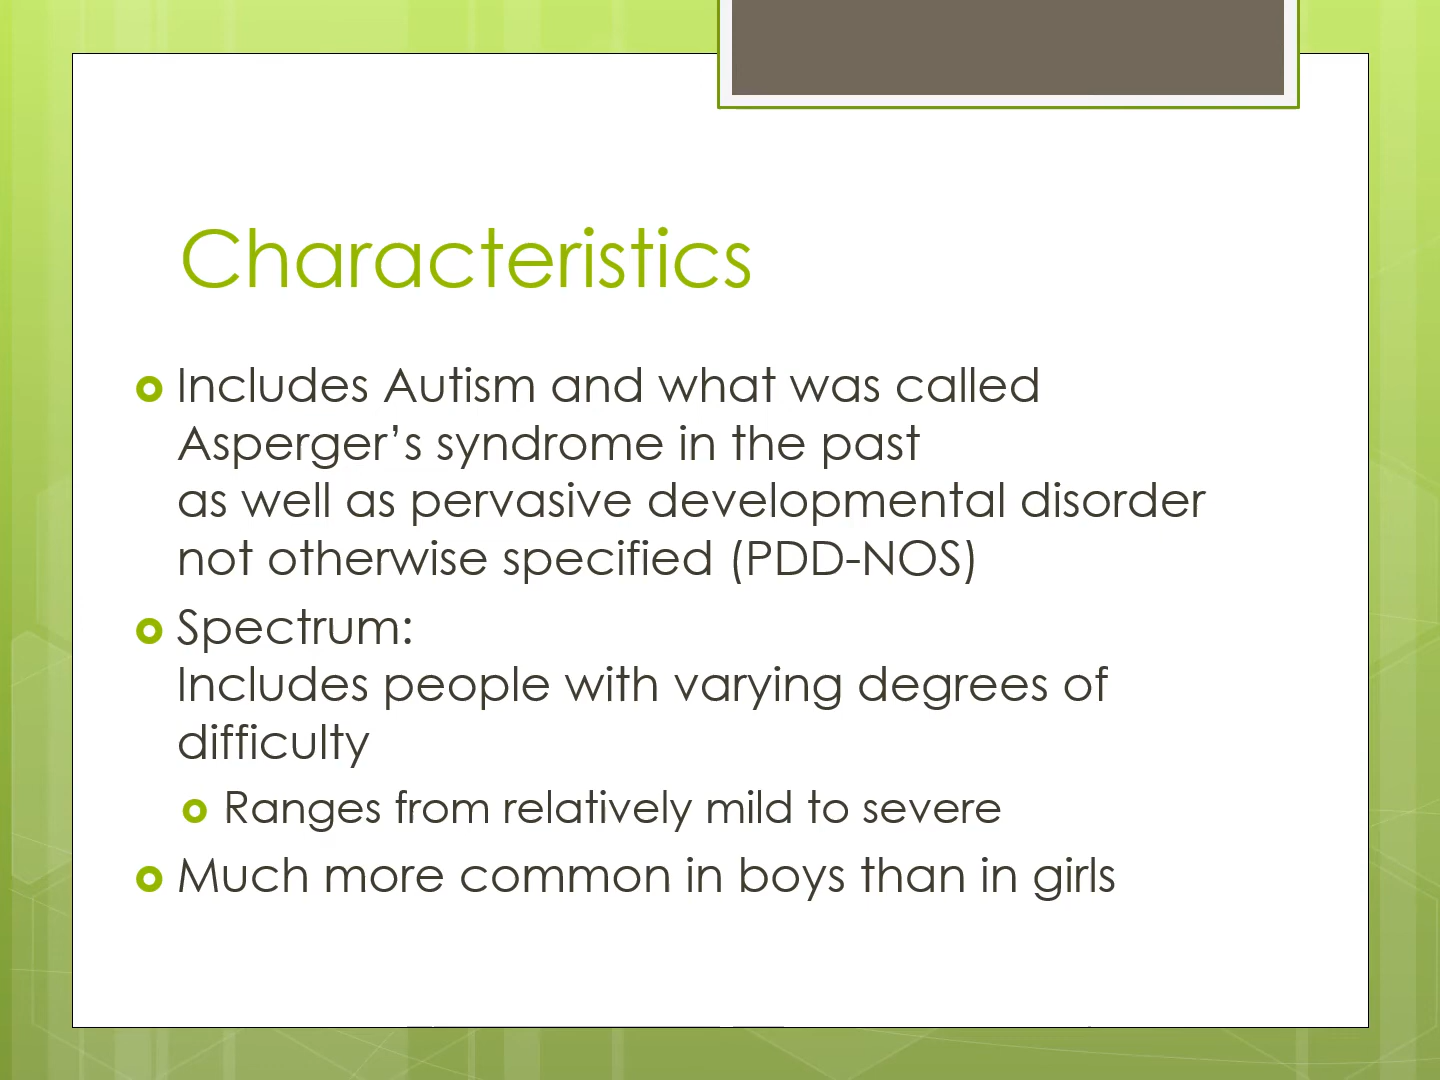 Characteristics
Includes Autism and what was called
Asperger’s syndrome in the past
as well as pervasive developmental disorder
not otherwise specified (PDD-NOS)
Spectrum:
Includes people with varying degrees of
difficulty
Ranges from relatively mild to severe
Much more common in boys than in girls